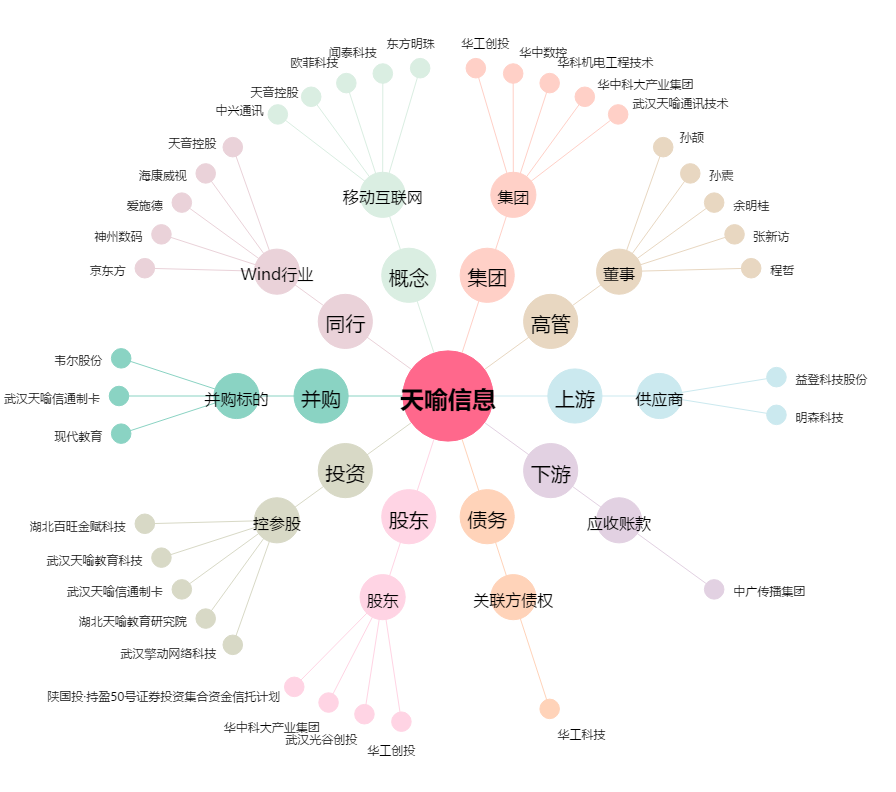 东方明珠
闻泰科技
欧菲科技
天音控股
中兴通讯
移动互联网
概念
华工创投
华中数控
华科机电工程技术
华中科大产业集团
武汉天喻通讯技术
集团
集团
天音控股
海康威视
爱施德
神州数码
京东方
Wind行业
同行
孙颉
孙震
余明桂
张新访
程哲
董事
高管
韦尔股份
武汉天喻信通制卡
现代教育
并购标的
并购
天喻信息
上游
供应商
益登科技股份
明森科技
投资
控参股
湖北百旺金赋科技
武汉天喻教育科技
武汉天喻信通制卡
湖北天喻教育研究院
武汉擎动网络科技
下游
应收账款
中广传播集团
股东
股东
陕国投·持盈50号证券投资集合资金信托计划
华中科大产业集团
武汉光谷创投
华工创投
债务
关联方债权
华工科技